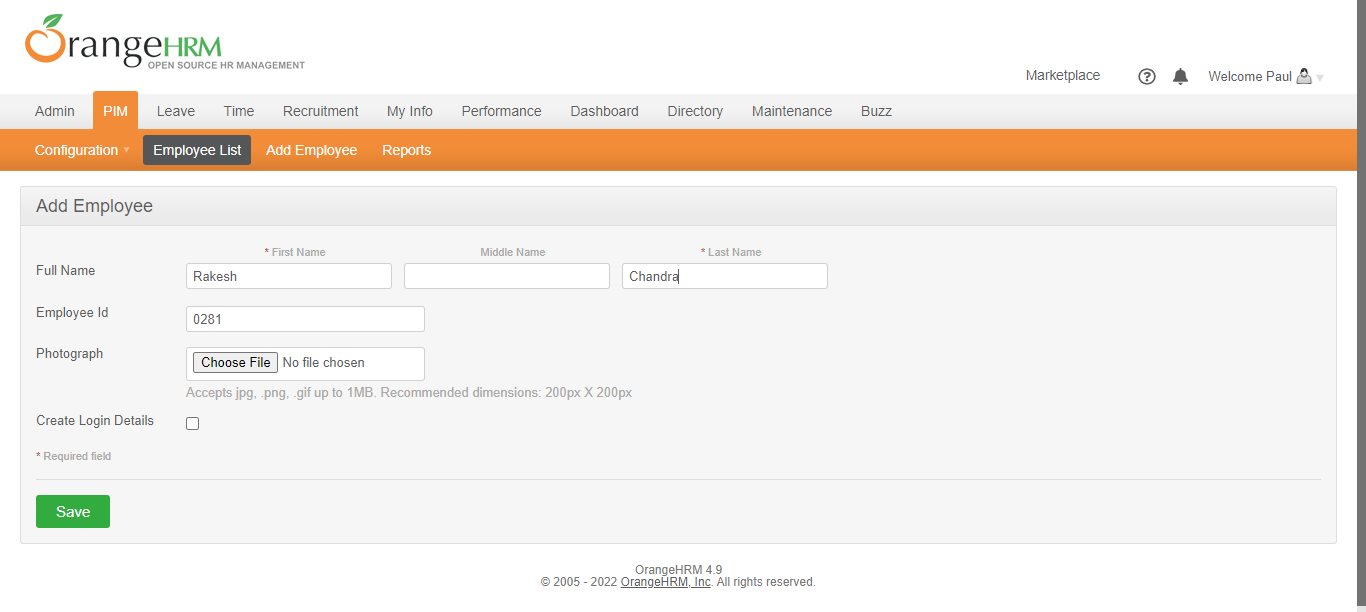 OrangeHRM
OPEN SOURCE HR MANAGEMENT
Marketplace ? Welcome Paul
Admin PIM Leave Time Recruitment My Info Performance Dashboard Directory Maintenance Buzz
Configuration Employee List Add Employee Reports
Add Employee
* First Name Middle Name * Last Name
Full Name Rakesh Chandra
Employee Id 0281
Photograph Choose File No file chosen
Accepts jpg, .png, .gif up to 1MB. Recommended dimensions: 200px X 200px
Create Login Details
* Required field
Save
OrangeHRM 4.9
© 2005 - 2022 OrangeHRM, Inc. All rights reserved.